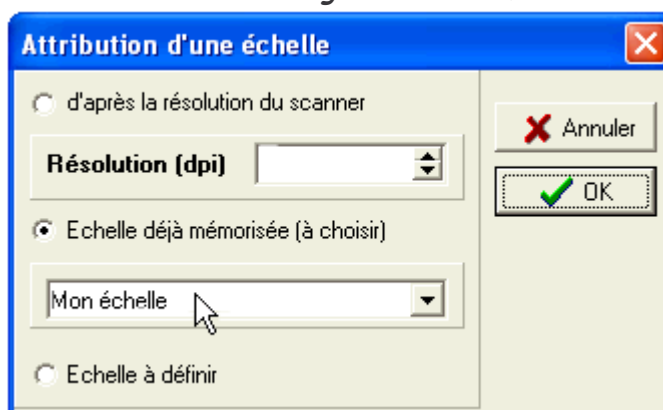 Attribution d'une échelle
d'après la résolution du scanner
Annuler
Résolution (dpi)
OK
Echelle déjà mémorisée (à choisir)
Mon échelle
Echelle à définir